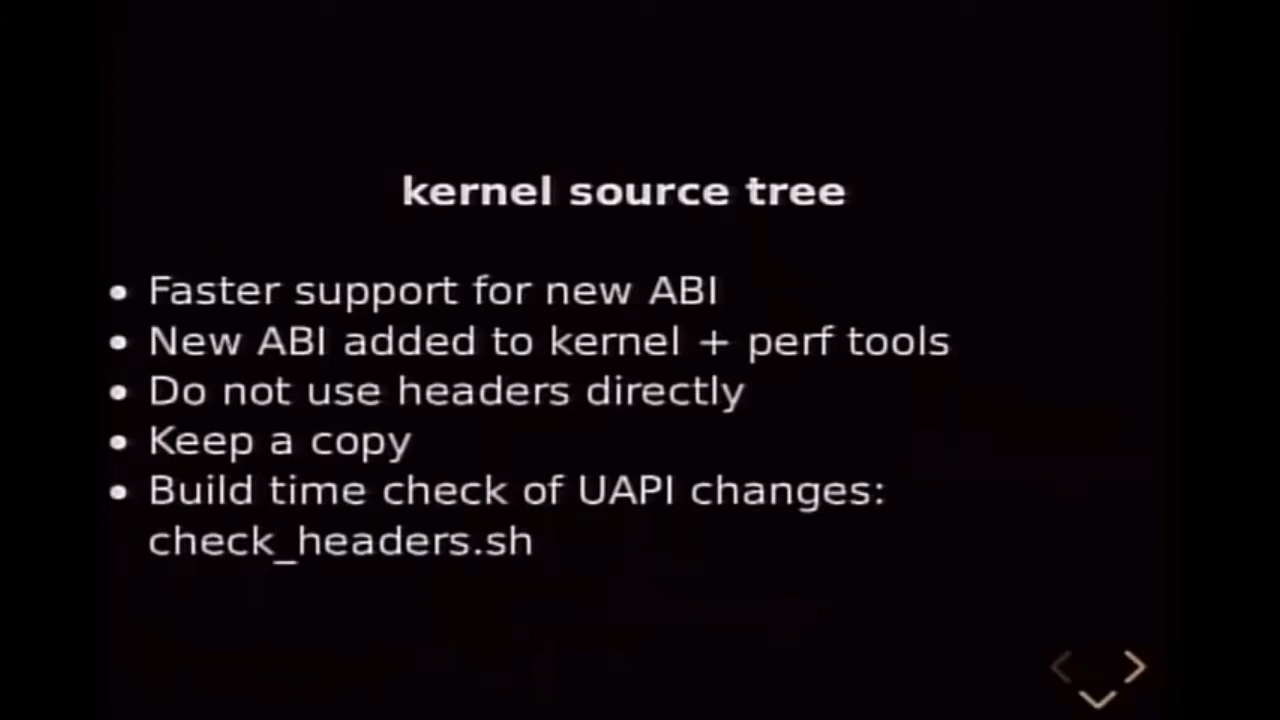 kernel source tree
• Faster support for new ABI
• New ABI added to kernel + perf tools
• Do not use headers directly
• Keep a copy
• Build time check of UAPI changes:
check_headers.sh